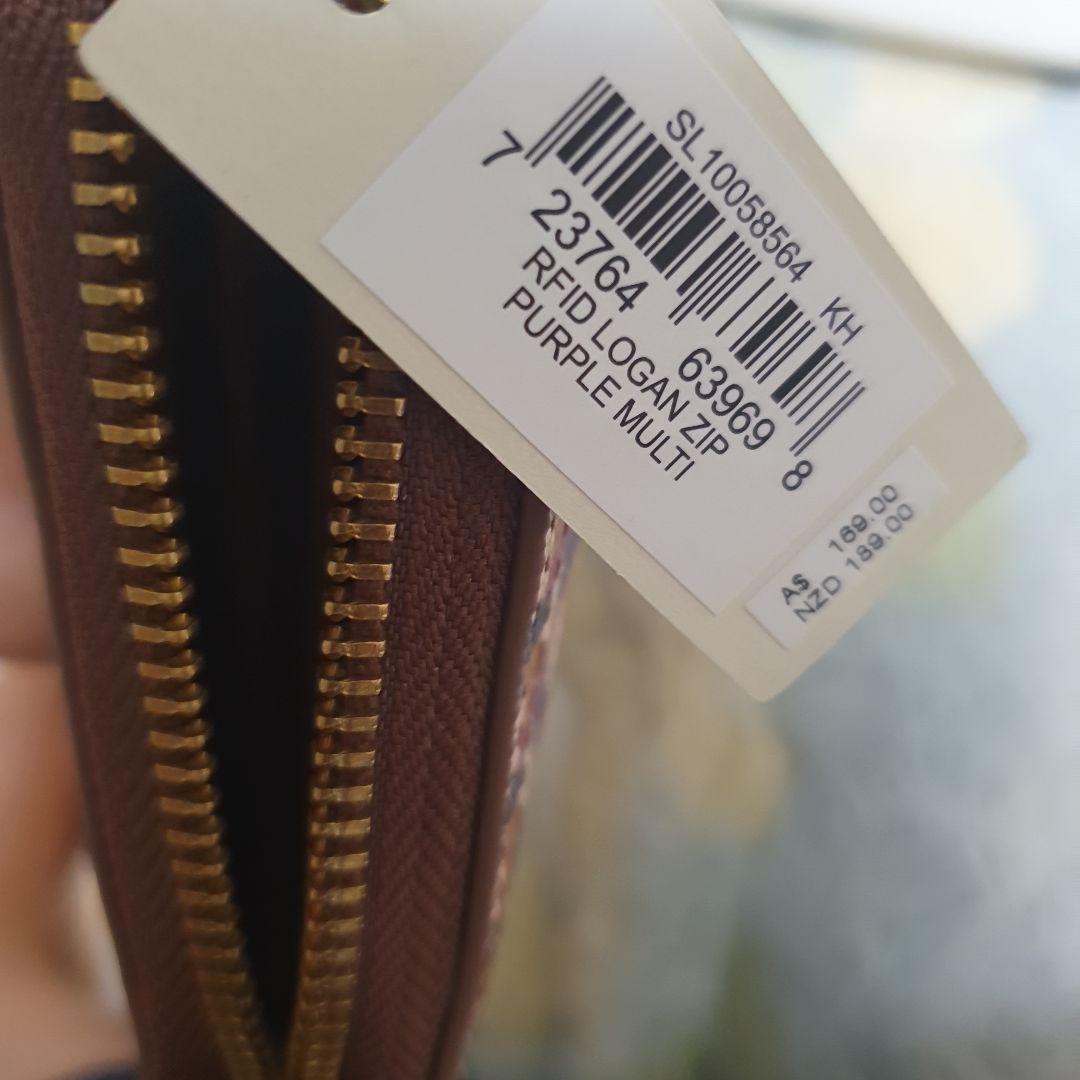 SL10058564 KH
7 23764 63969 8
RFID LOGAN ZIP
PURPLE MULTI
A$ 169.00
NZD 189.00